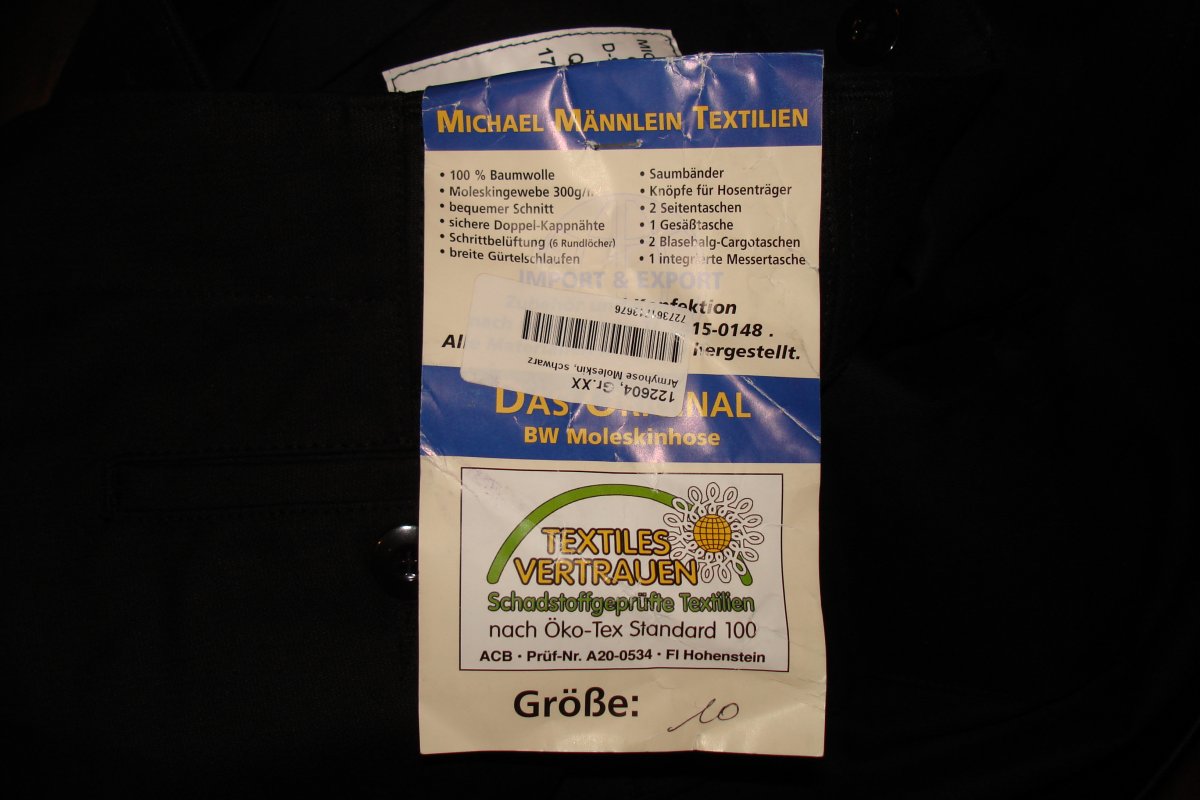 MICHAEL MÄNNLEIN TEXTILIEN
• 100 % Baumwolle
• Moleskingewebe 300g/
• bequemer Schnitt
• sichere Doppel-Kappnähte
• Schrittbelüftung (6 Rundlöcher)
• breite Gürtelschlaufen
• Saumbänder
• Knöpfe für Hosenträger
• 2 Seitentaschen
• 1 Gesäßtasche
• 2 Blasebalg-Cargotaschen
• 1 integrierte Messertasche
IMPORT & EXPORT
Konfektion
15-0148 .
hergestellt.
122604, Gr.XX
Armyhose Moleskin, schwarz
DAS ORIGINAL
BW Moleskinhose
TEXTILES
VERTRAUEN
Schadstoffgeprüfte Textilien
nach Öko-Tex Standard 100
ACB · Prüf-Nr. A20-0534 · FI Hohenstein
Größe: 10